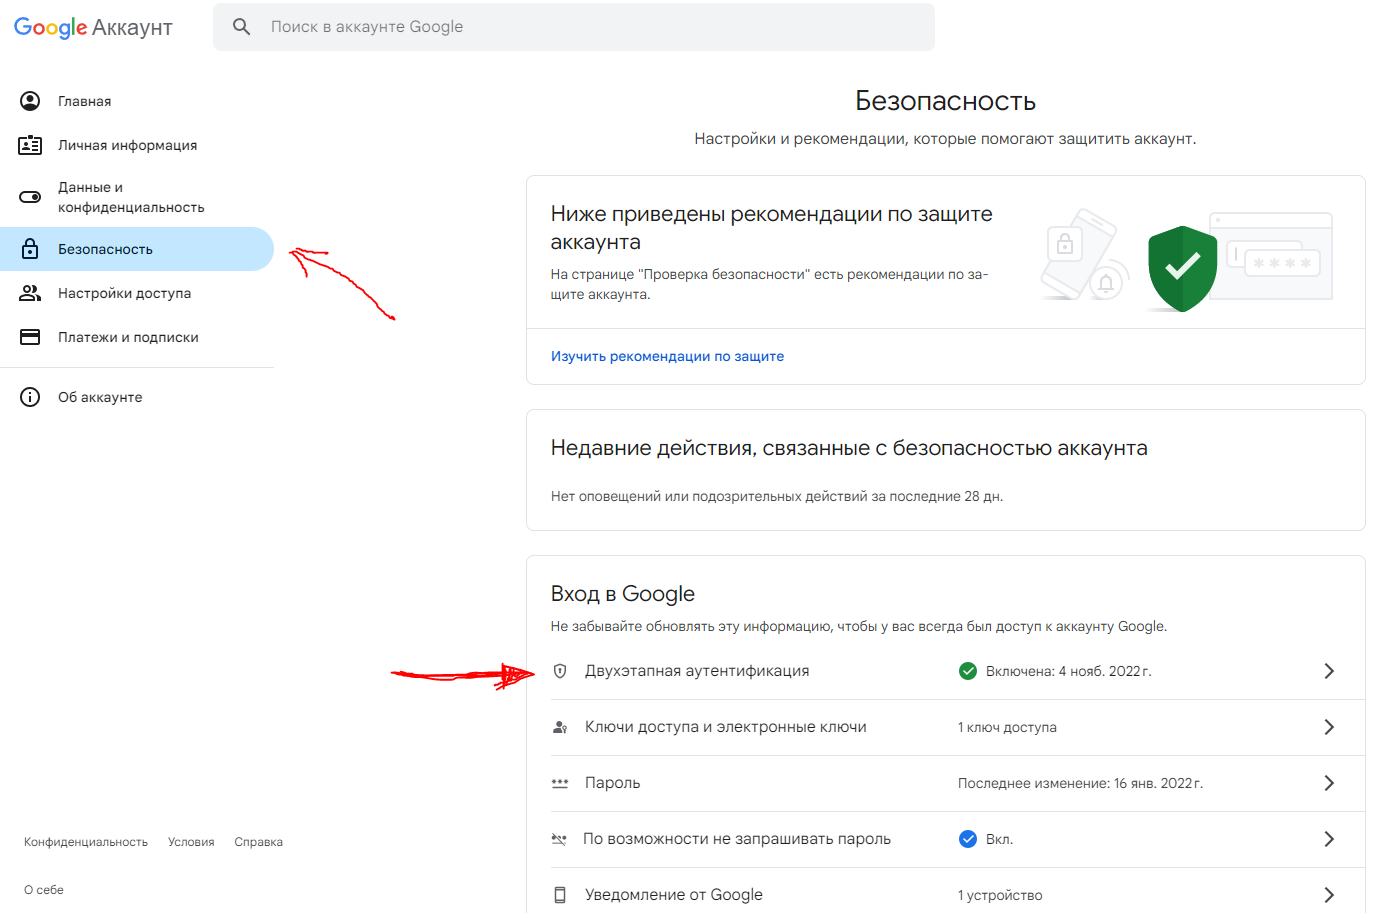 Google Аккаунт
Поиск в аккаунте Google
Главная
Личная информация
Данные и
конфиденциальность
Безопасность
Настройки доступа
Платежи и подписки
Об аккаунте
Конфиденциальность Условия Справка
О себе
Безопасность
Настройки и рекомендации, которые помогают защитить аккаунт.
Ниже приведены рекомендации по защите
аккаунта
На странице "Проверка безопасности" есть рекомендации по за-
щите аккаунта.
Изучить рекомендации по защите
Недавние действия, связанные с безопасностью аккаунта
Нет оповещений или подозрительных действий за последние 28 дн.
Вход в Google
Не забывайте обновлять эту информацию, чтобы у вас всегда был доступ к аккаунту Google.
Двухэтапная аутентификация Включена: 4 нояб. 2022 г.
Ключи доступа и электронные ключи 1 ключ доступа
Пароль Последнее изменение: 16 янв. 2022 г.
По возможности не запрашивать пароль Вкл.
Уведомление от Google 1 устройство